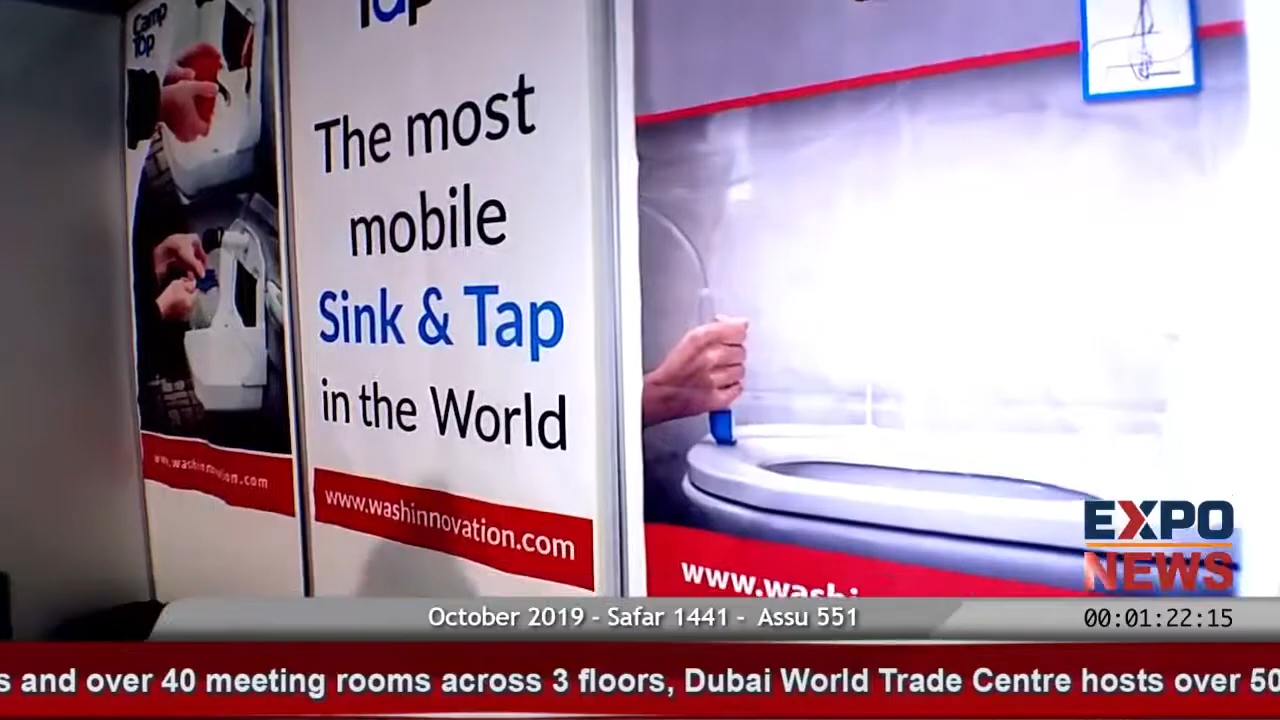 Camp
Top
Tap
The most
mobile
Sink & Tap
in the World
www.washinnovation.com
www.washinnovation.com
www.washi
EXPO
NEWS
October 2019 - Safar 1441 - Assu 551
00:01:22:15
s and over 40 meeting rooms across 3 floors, Dubai World Trade Centre hosts over 50